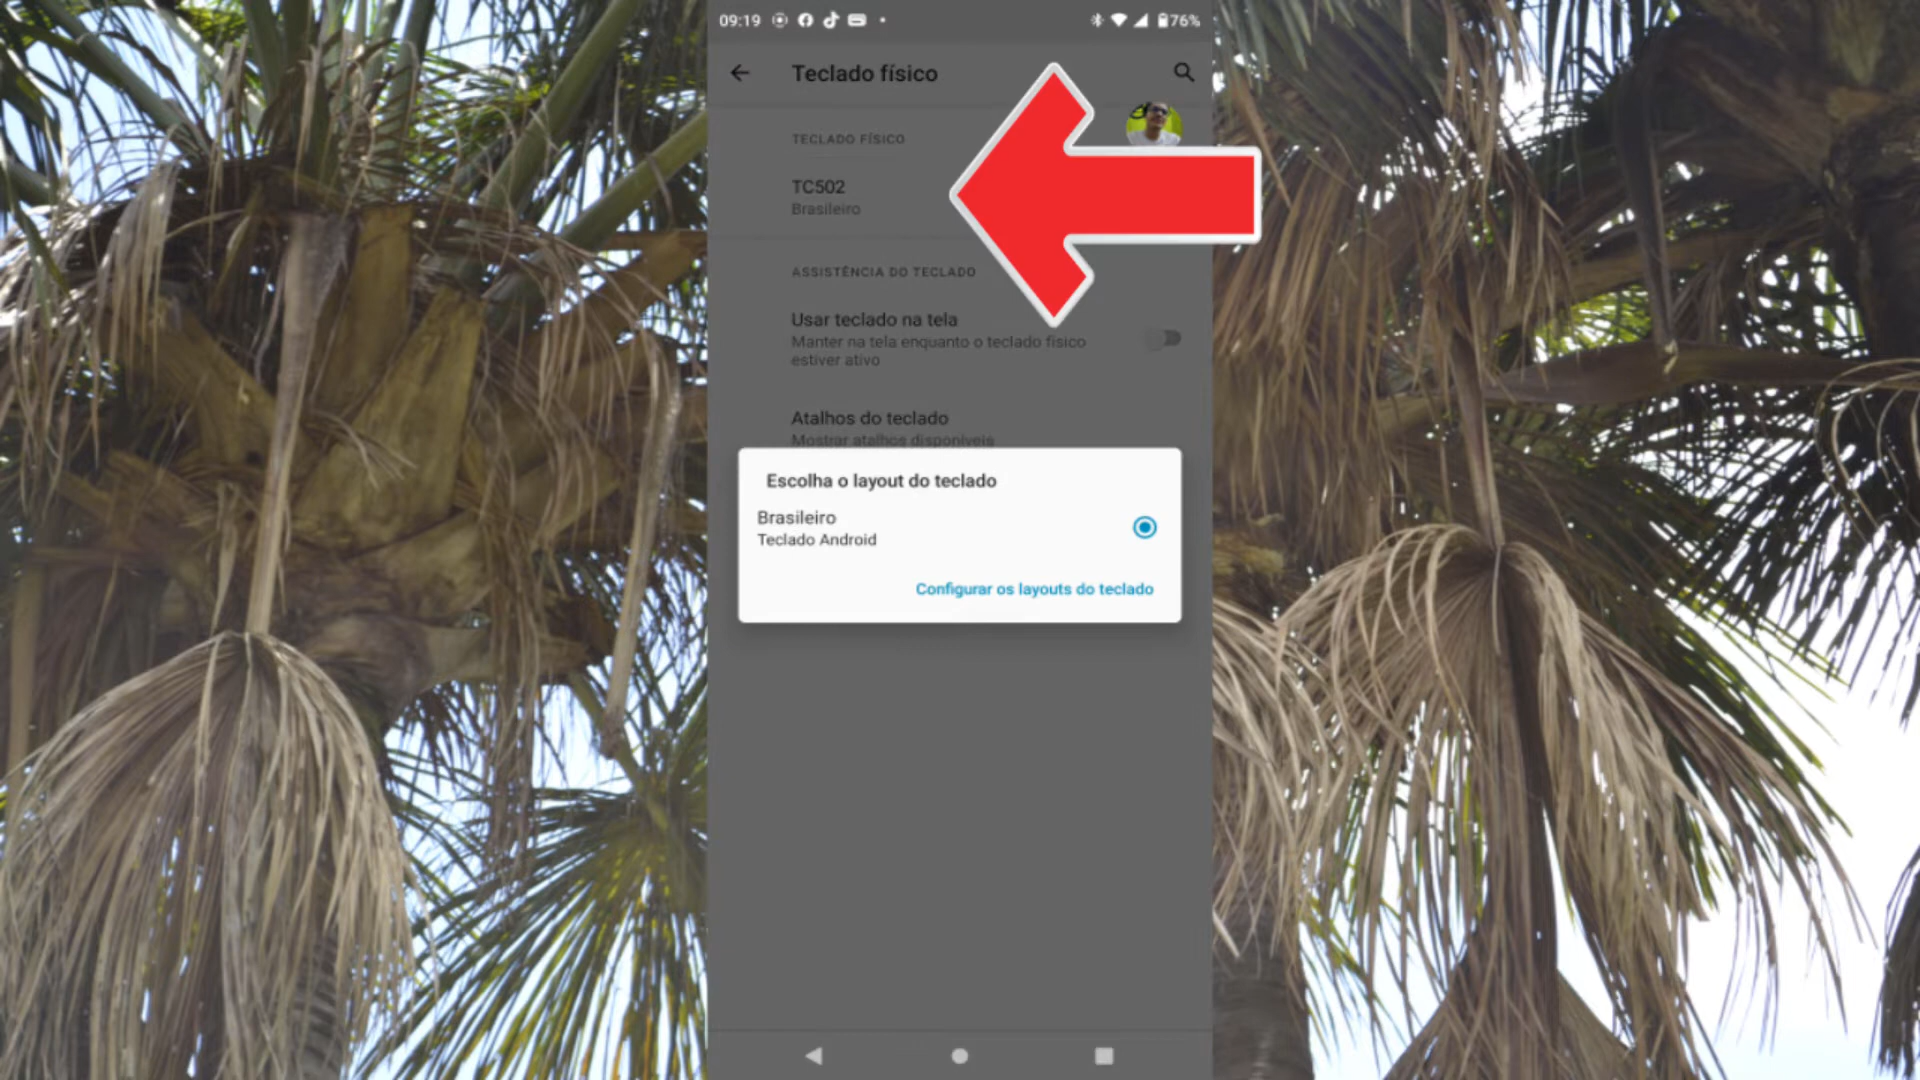 09:19
76%
Teclado físico
TECLADO FÍSICO
TC502
Brasileiro
ASSISTÊNCIA DO TECLADO
Usar teclado na tela
Manter na tela enquanto o teclado físico
estiver ativo
Atalhos do teclado
Mostrar atalhos disponíveis
Escolha o layout do teclado
Brasileiro
Teclado Android
Configurar os layouts do teclado